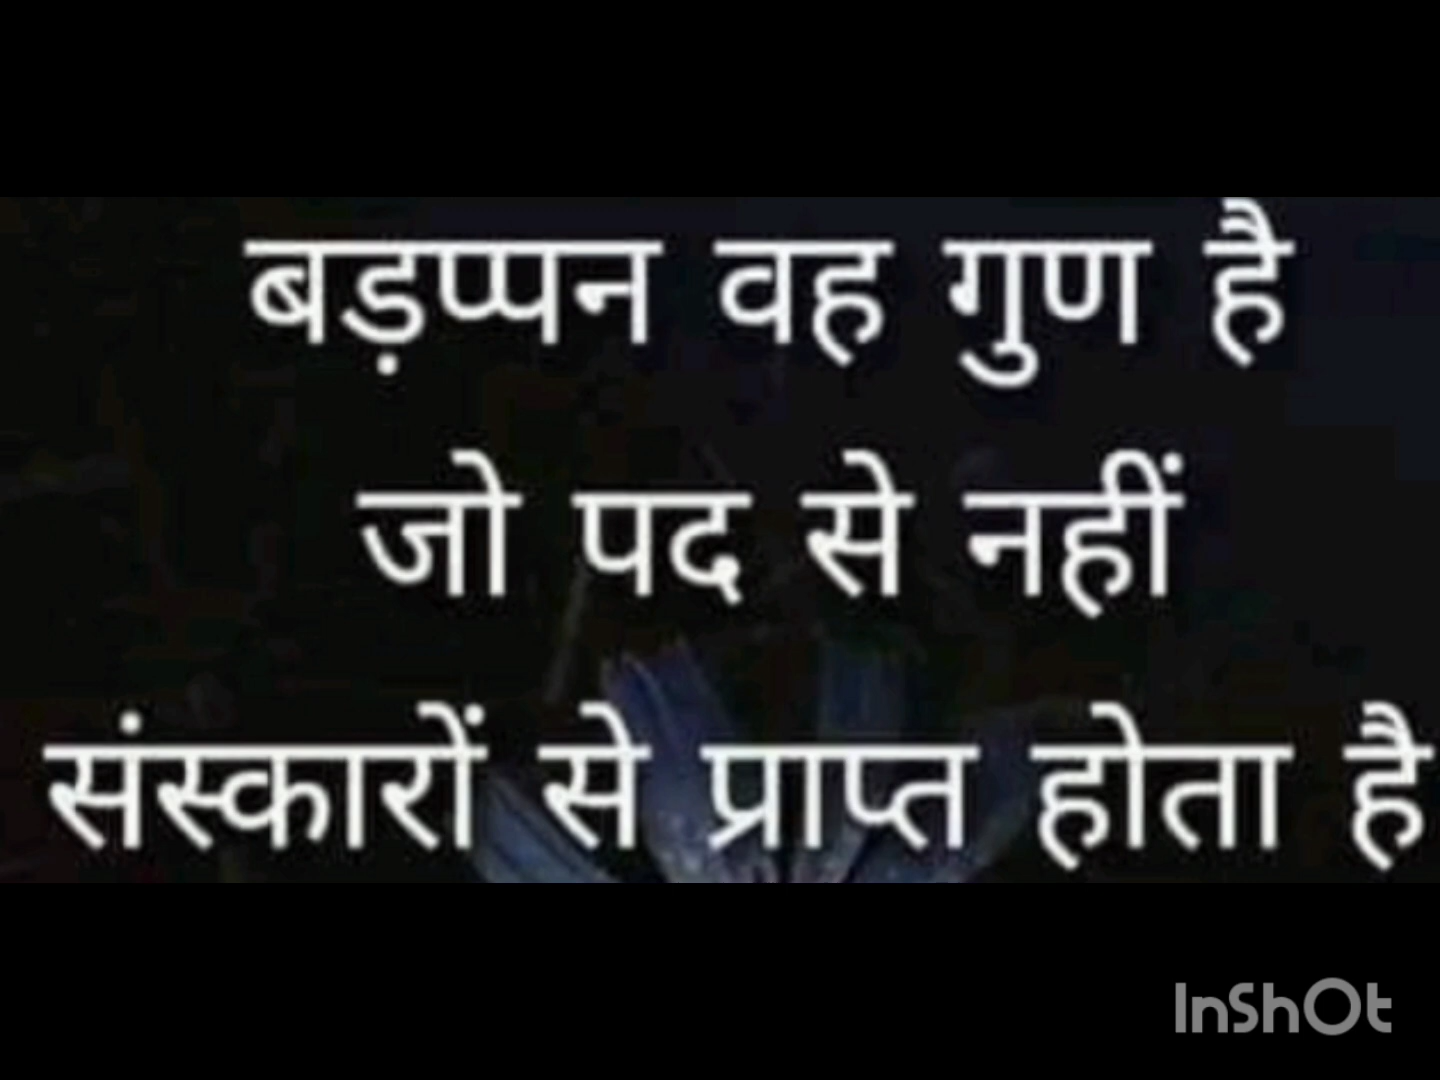 बड़प्पन वह गुण है
जो पद से नहीं
संस्कारों से प्राप्त होता है
InShOt